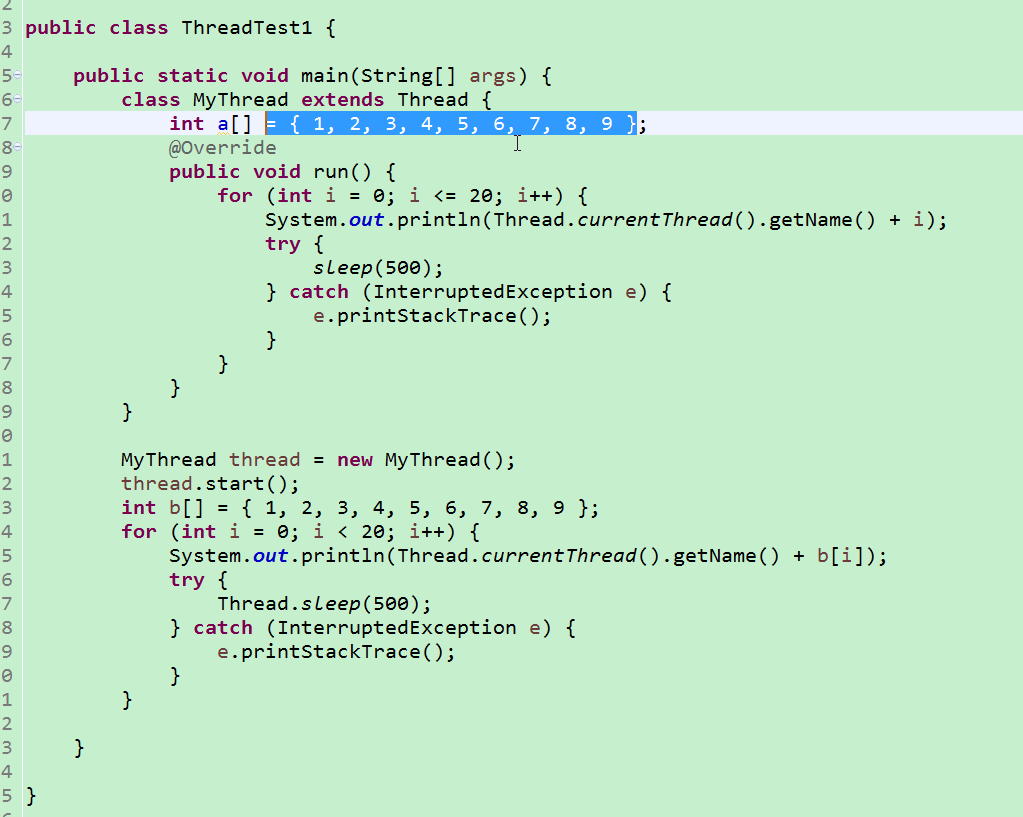 2
3 public class ThreadTest1 {
4
5 public static void main(String[] args) {
6 class MyThread extends Thread {
7 int a[] = { 1, 2, 3, 4, 5, 6, 7, 8, 9 };
8 @Override
9 public void run() {
0 for (int i = 0; i <= 20; i++) {
1 System.out.println(Thread.currentThread().getName() + i);
2 try {
3 sleep(500);
4 } catch (InterruptedException e) {
5 e.printStackTrace();
6 }
7 }
8 }
9 }
0
1 MyThread thread = new MyThread();
2 thread.start();
3 int b[] = { 1, 2, 3, 4, 5, 6, 7, 8, 9 };
4 for (int i = 0; i < 20; i++) {
5 System.out.println(Thread.currentThread().getName() + b[i]);
6 try {
7 Thread.sleep(500);
8 } catch (InterruptedException e) {
9 e.printStackTrace();
0 }
1 }
2
3 }
4
5 }